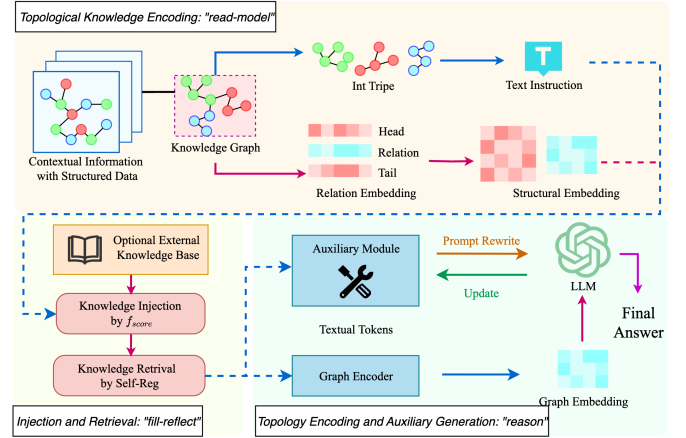 Topological Knowledge Encoding: "read-model"
T
Int Tripe
Text Instruction
Contextual Information
with Structured Data
Knowledge Graph
Head
Relation
Tail
Relation Embedding
Structural Embedding
Optional External
Knowledge Base
Knowledge Injection
by fscore
Knowledge Retrival
by Self-Reg
Injection and Retrieval: "fill-reflect"
Auxiliary Module
Textual Tokens
Graph Encoder
Prompt Rewrite
Update
LLM
Final
Answer
Graph Embedding
Topology Encoding and Auxiliary Generation: "reason"